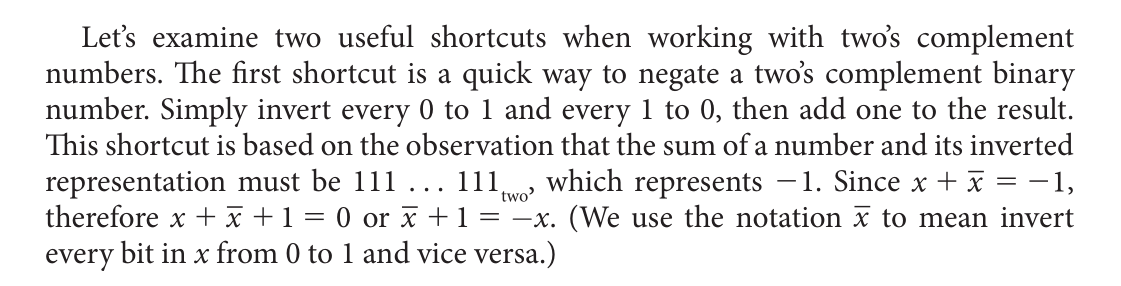 Let’s examine two useful shortcuts when working with two’s complement
numbers. The first shortcut is a quick way to negate a two’s complement binary
number. Simply invert every 0 to 1 and every 1 to 0, then add one to the result.
This shortcut is based on the observation that the sum of a number and its inverted
representation must be 111 … 111two, which represents −1. Since x + x̅ = −1,
therefore x + x̅ + 1 = 0 or x̅ + 1 = −x. (We use the notation x̅ to mean invert
every bit in x from 0 to 1 and vice versa.)